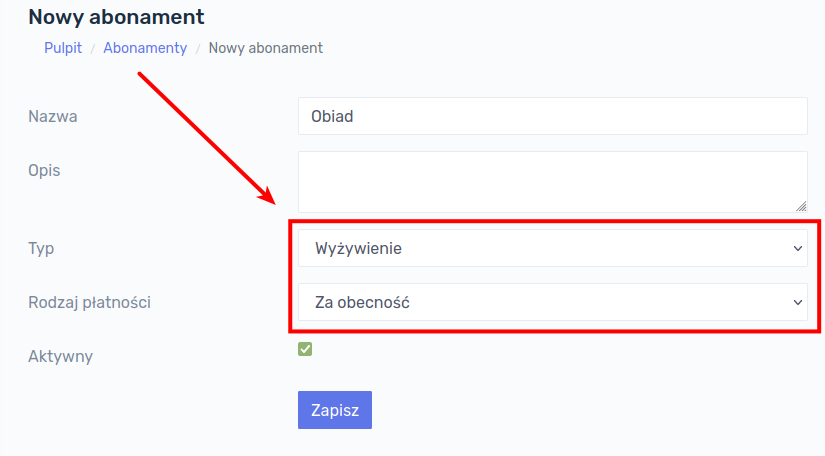 Nowy abonament
Pulpit / Abonamenty / Nowy abonament
Nazwa Obiad
Opis
Typ Wyżywienie
Rodzaj płatności Za obecność
Aktywny
Zapisz